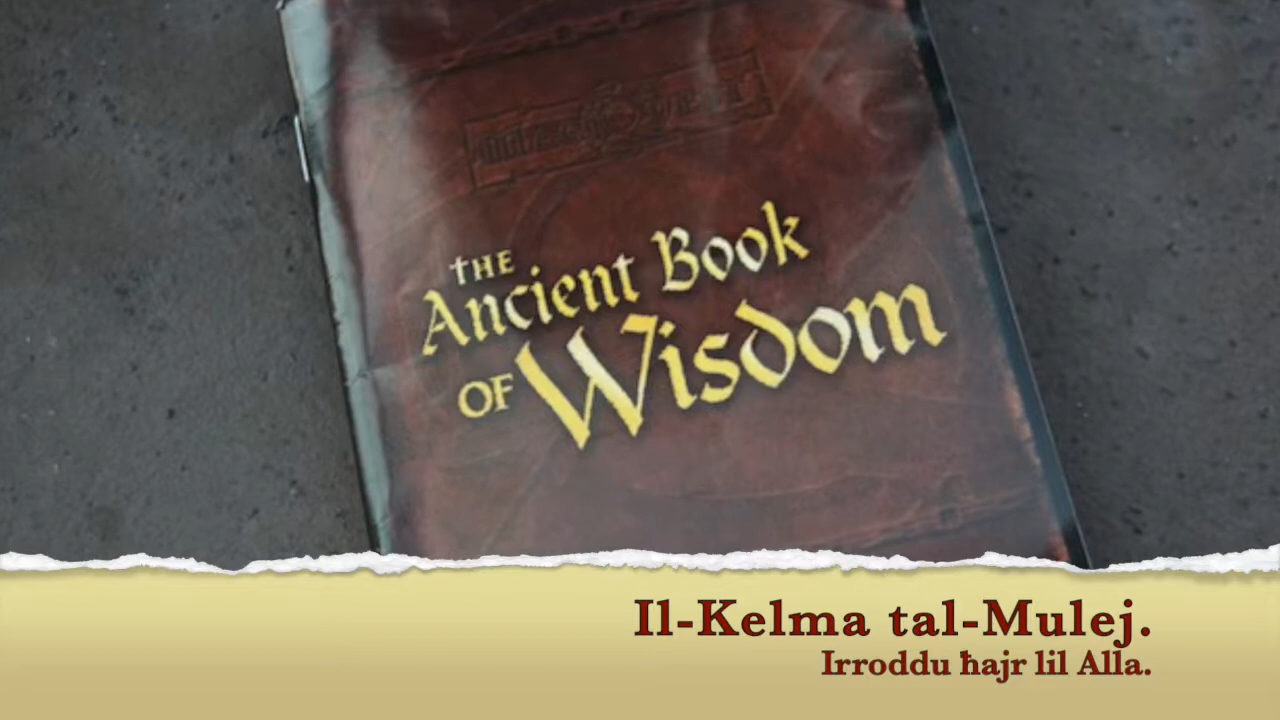 THE
Ancient Book
OF Wisdom
Il-Kelma tal-Mulej.
Irroddu ħajr lil Alla.